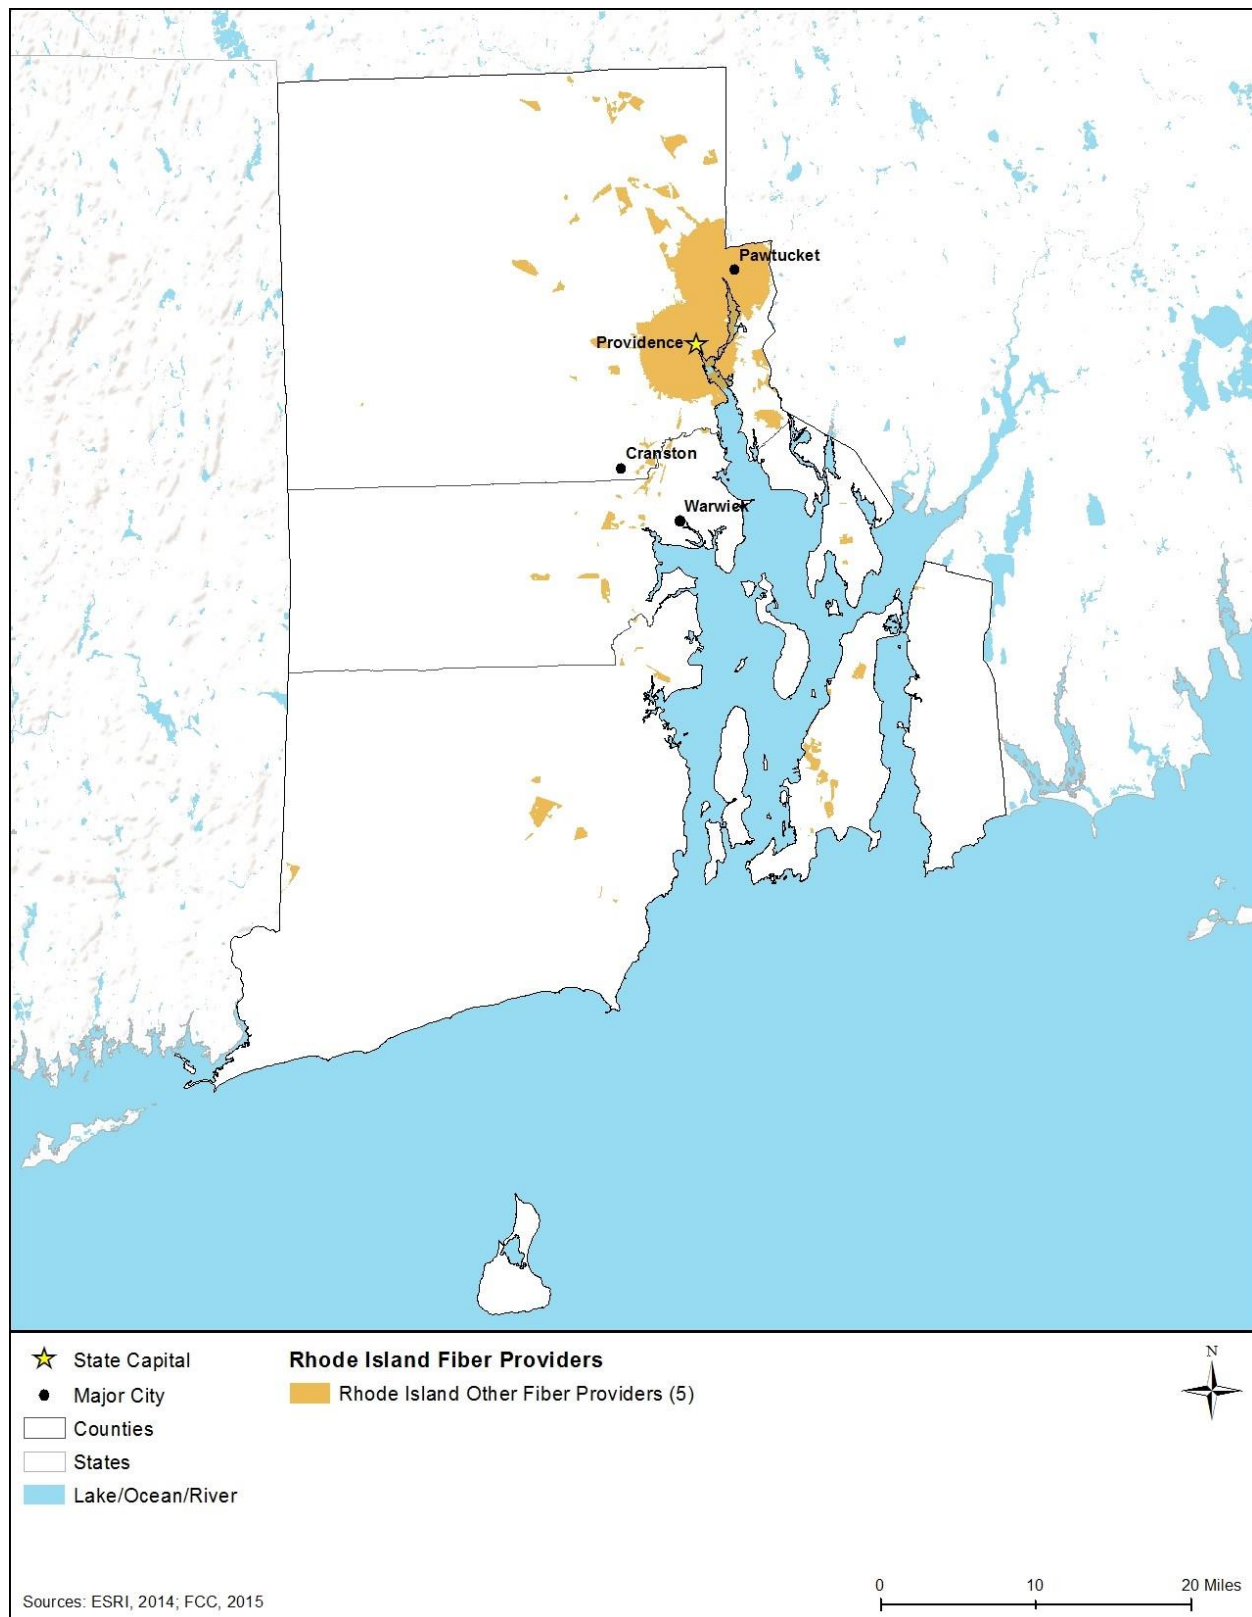 Pawtucket
Providence
Cranston
Warwick
State Capital
Major City
Counties
States
Lake/Ocean/River
Rhode Island Fiber Providers
Rhode Island Other Fiber Providers (5)
N
Sources: ESRI, 2014; FCC, 2015
0 10 20 Miles